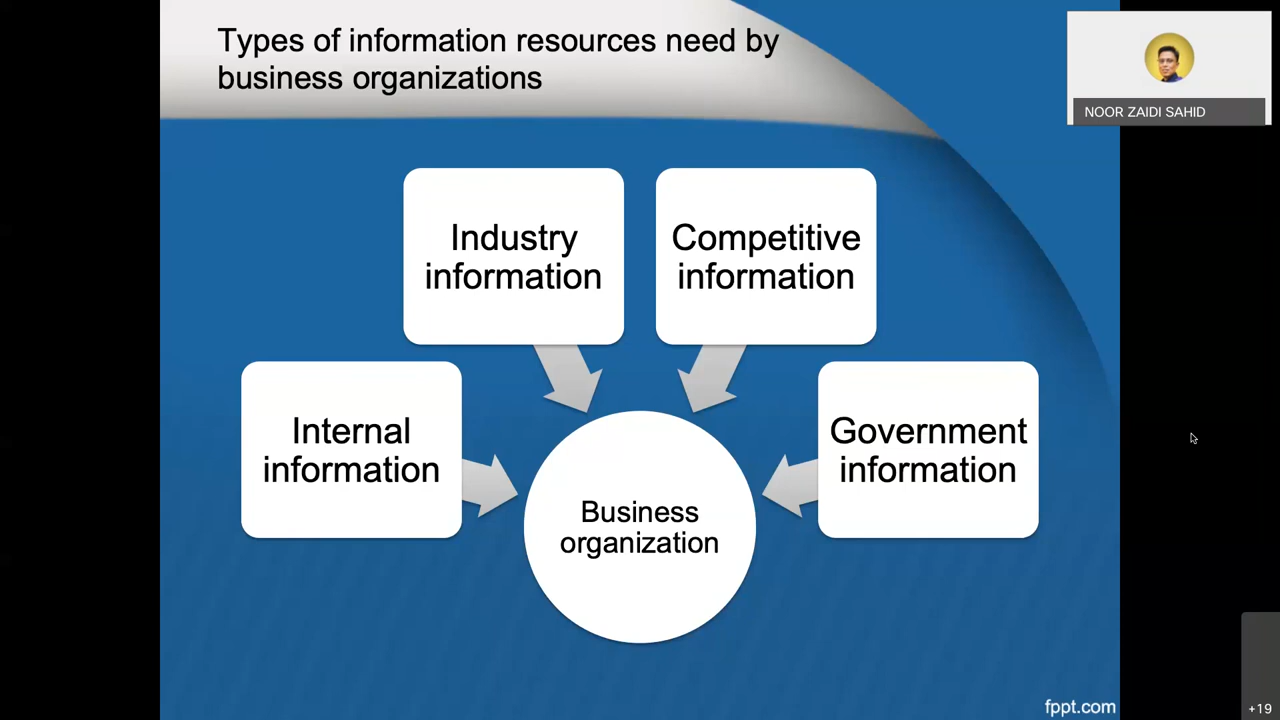 Types of information resources need by
business organizations
NOOR ZAIDI SAHID
Industry
information
Competitive
information
Internal
information
Government
information
Business
organization
fppt.com
+19